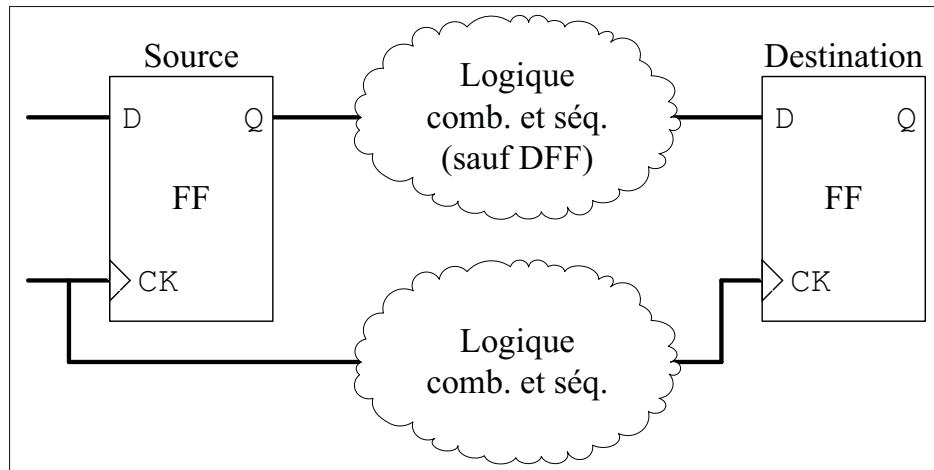 Source
Destination
Logique
comb. et séq.
(sauf DFF)
D
Q
FF
CK
D
Q
FF
CK
Logique
comb. et séq.